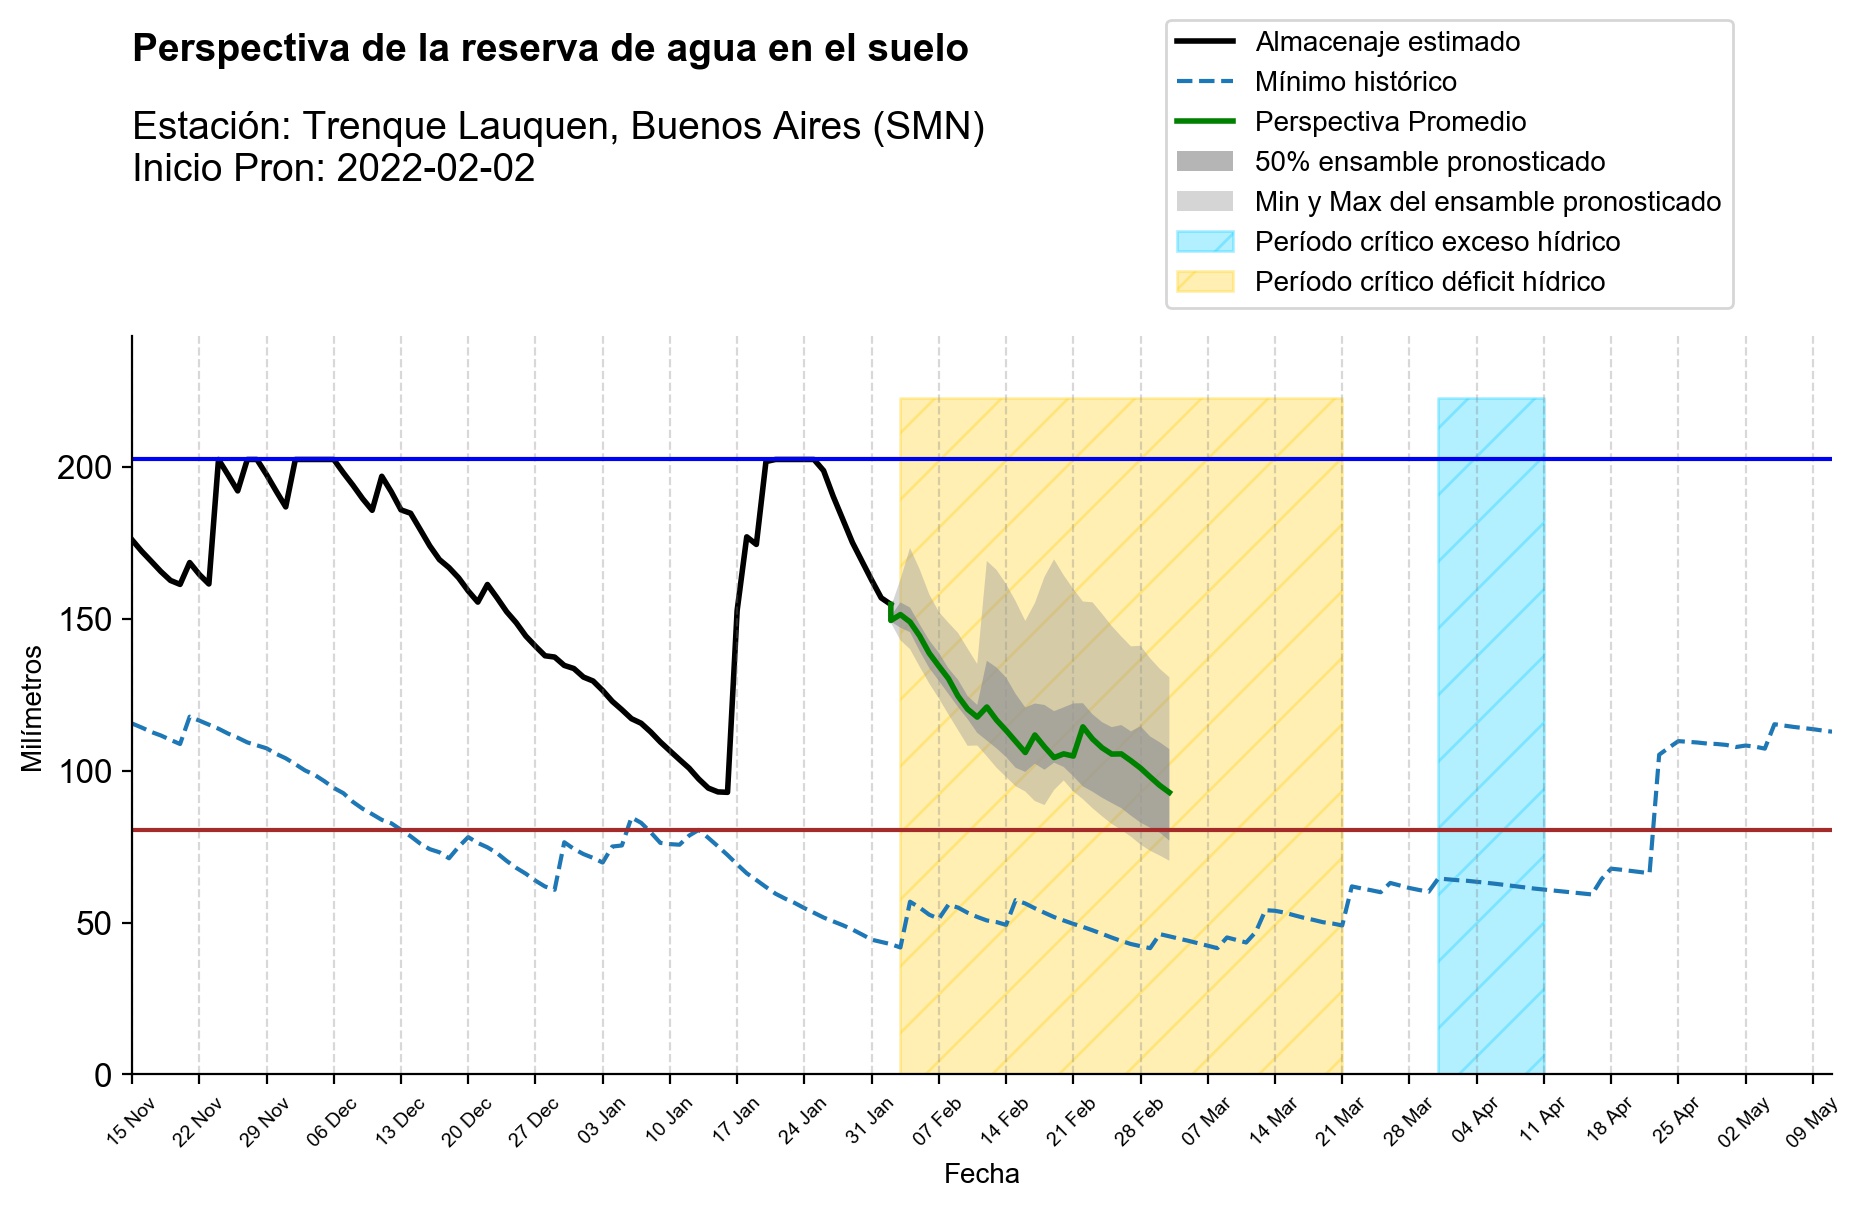 Perspectiva de la reserva de agua en el suelo
Estación: Trenque Lauquen, Buenos Aires (SMN)
Inicio Pron: 2022-02-02
Almacenaje estimado
Mínimo histórico
Perspectiva Promedio
50% ensamble pronosticado
Min y Max del ensamble pronosticado
Período crítico exceso hídrico
Período crítico déficit hídrico
Milímetros
200
150
100
50
0
15 Nov
22 Nov
29 Nov
06 Dec
13 Dec
20 Dec
27 Dec
03 Jan
10 Jan
17 Jan
24 Jan
31 Jan
07 Feb
14 Feb
21 Feb
28 Feb
07 Mar
14 Mar
21 Mar
28 Mar
04 Apr
11 Apr
18 Apr
25 Apr
02 May
09 May
Fecha